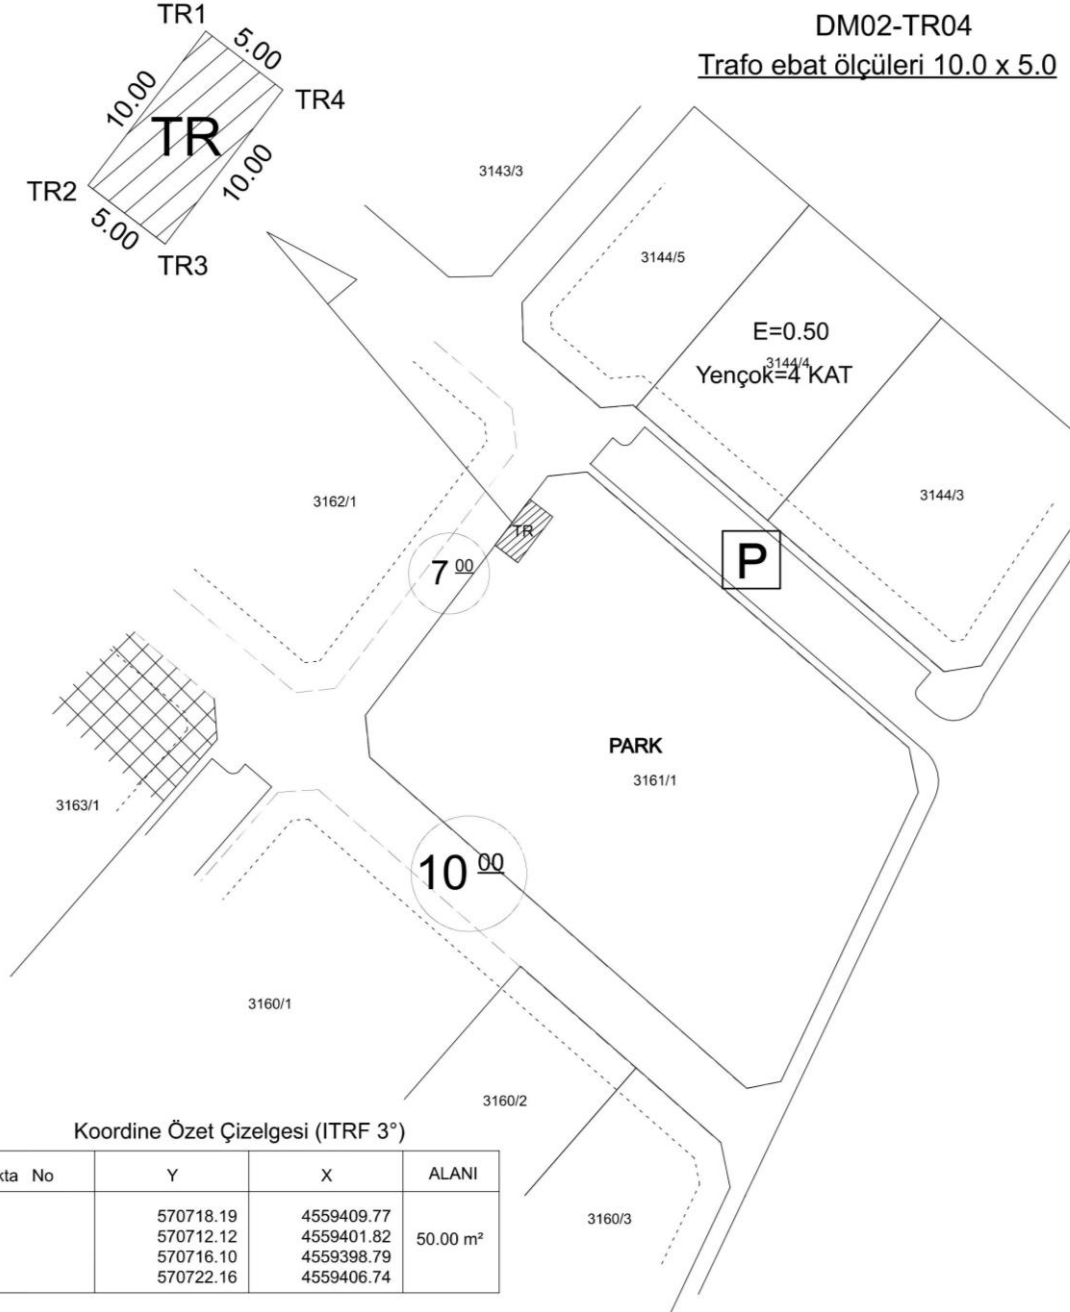 DM02-TR04
Trafo ebat ölçüleri 10.0 x 5.0
TR1
5.00
10.00
TR4
TR
10.00
TR2
5.00
TR3
3143/3
3144/5
E=0.50
3144/4
Yençok=4 KAT
3144/3
3162/1
TR
7 00
P
PARK
3161/1
3163/1
10 00
3160/1
3160/2
3160/3
Koordine Özet Çizelgesi (ITRF 3°)
kta No Y X ALANI
570718.19 4559409.77
570712.12 4559401.82
50.00 m²
570716.10 4559398.79
570722.16 4559406.74